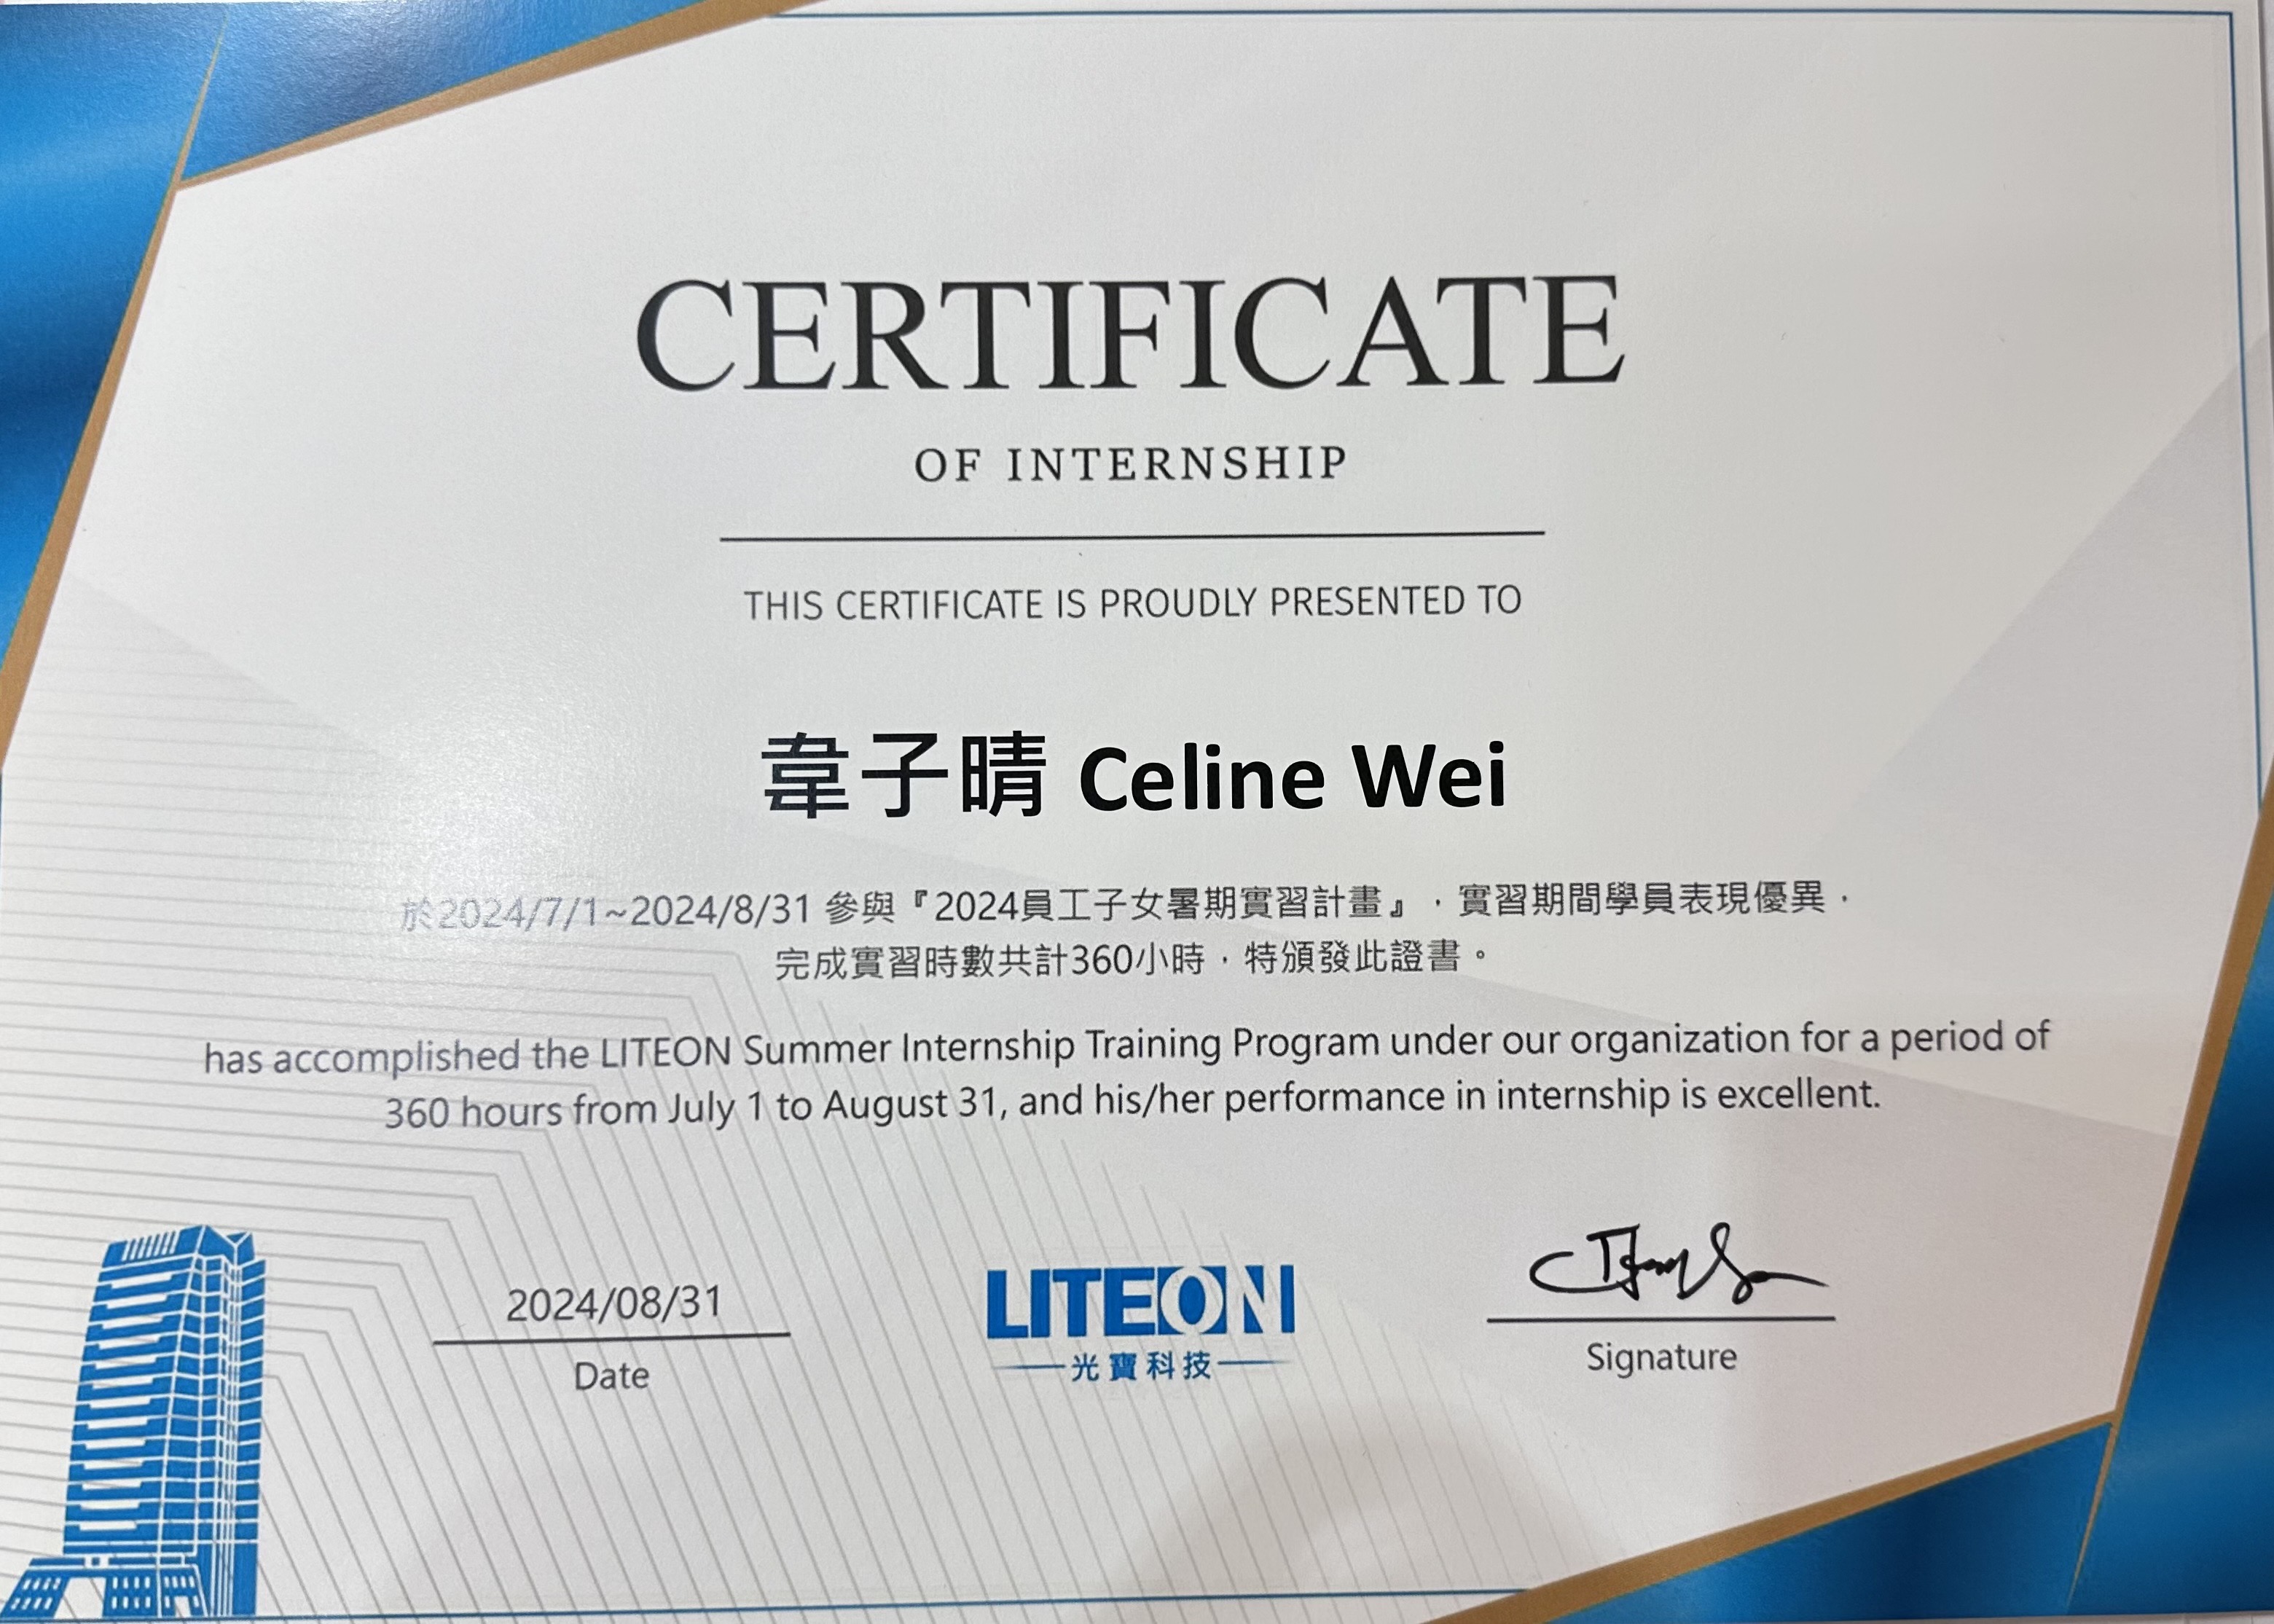 CERTIFICATE
OF INTERNSHIP
THIS CERTIFICATE IS PROUDLY PRESENTED TO
韋子晴 Celine Wei
於2024/7/1~2024/8/31 參與『2024員工子女暑期實習計畫』，實習期間學員表現優異，
完成實習時數共計360小時，特頒發此證書。
has accomplished the LITEON Summer Internship Training Program under our organization for a period of
360 hours from July 1 to August 31, and his/her performance in internship is excellent.
2024/08/31
Date
LITEON
光寶科技
Signature